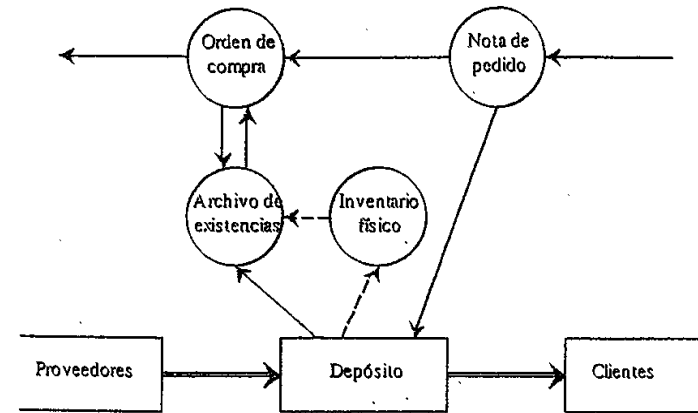 Orden de
compra
Nota de
pedido
Archivo de
existencias
Inventario
físico
Proveedores
Depósito
Clientes